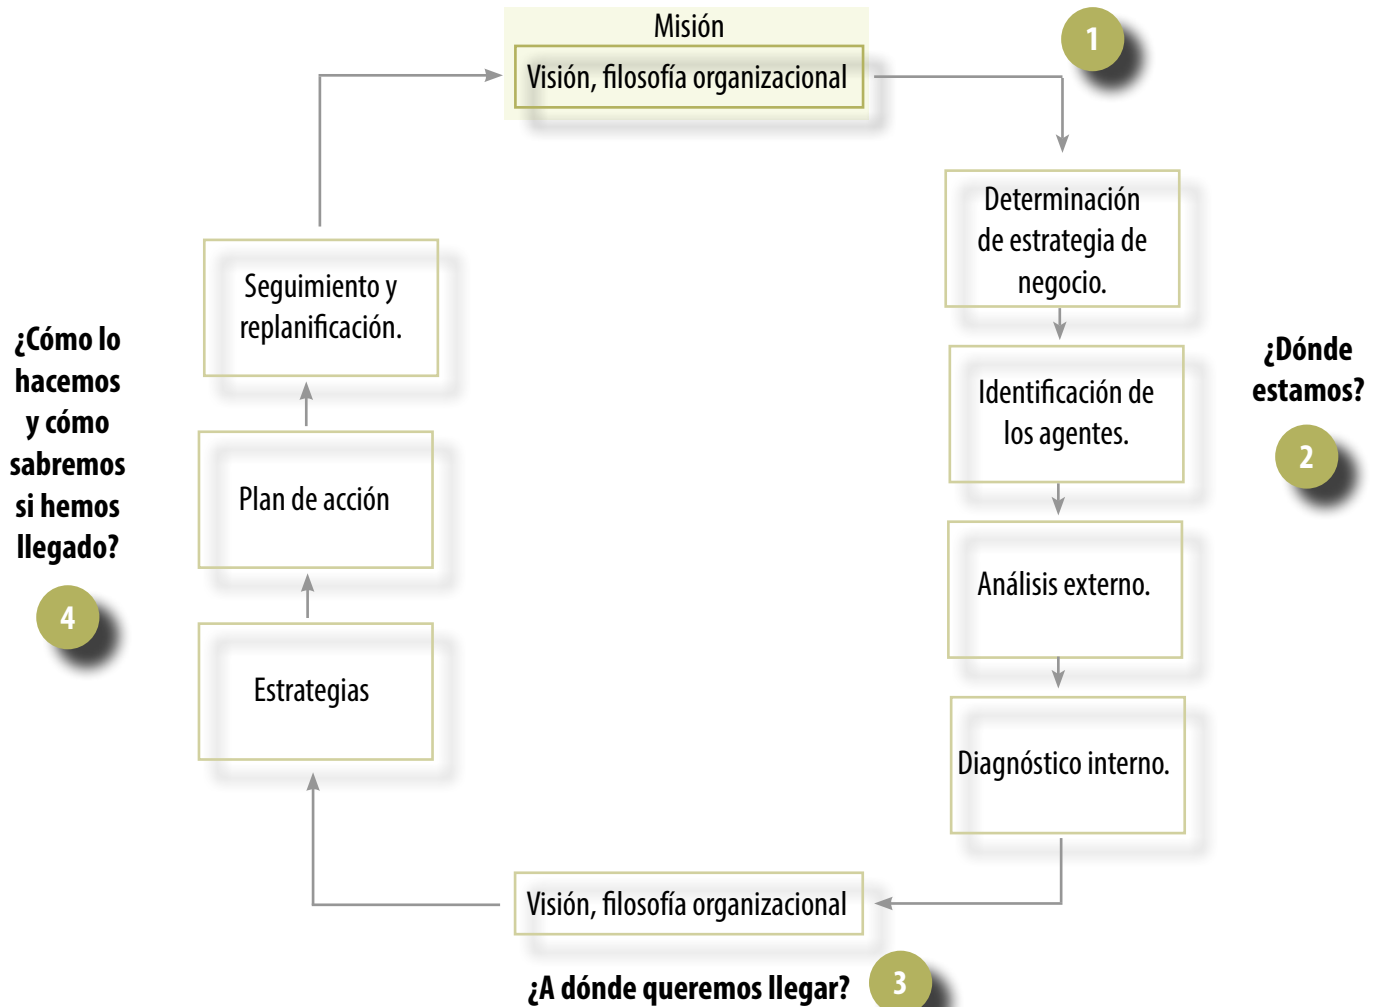 Misión
Visión, filosofía organizacional
1
Determinación
de estrategia de
negocio.
Identificación de
los agentes.
¿Dónde
estamos?
2
Análisis externo.
Diagnóstico interno.
Visión, filosofía organizacional
¿A dónde queremos llegar?
3
Estrategias
Plan de acción
Seguimiento y
replanificación.
¿Cómo lo
hacemos
y cómo
sabremos
si hemos
llegado?
4